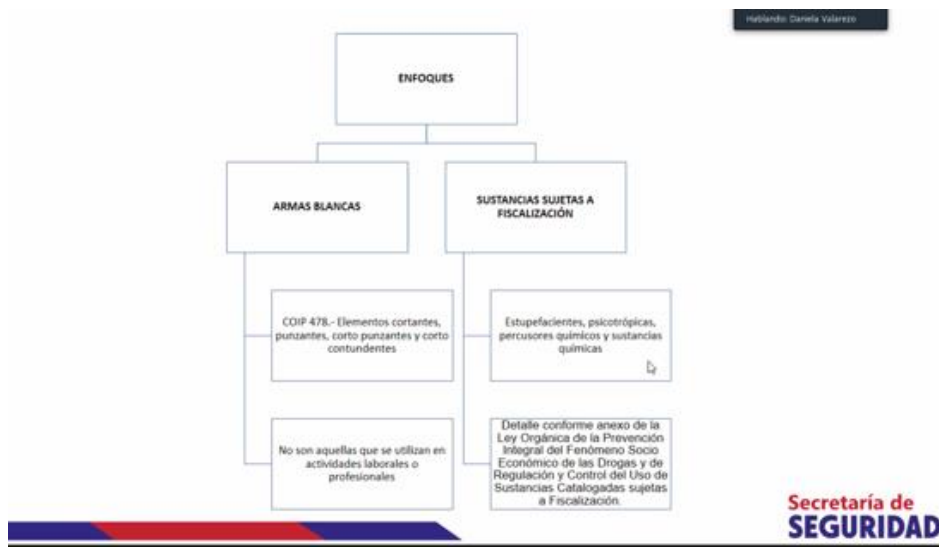 Hablando: Daniela Valarezo
ENFOQUES
ARMAS BLANCAS
SUSTANCIAS SUJETAS A
FISCALIZACIÓN
COIP 478.- Elementos cortantes,
punzantes, corto punzantes y corto
contundentes
Estupefacientes, psicotrópicas,
percusores químicos y sustancias
químicas
No son aquellas que se utilizan en
actividades laborales o
profesionales
Detalle conforme anexo de la
Ley Orgánica de la Prevención
Integral del Fenómeno Socio
Económico de las Drogas y de
Regulación y Control del Uso de
Sustancias Catalogadas sujetas
a Fiscalización.
Secretaría de
SEGURIDAD